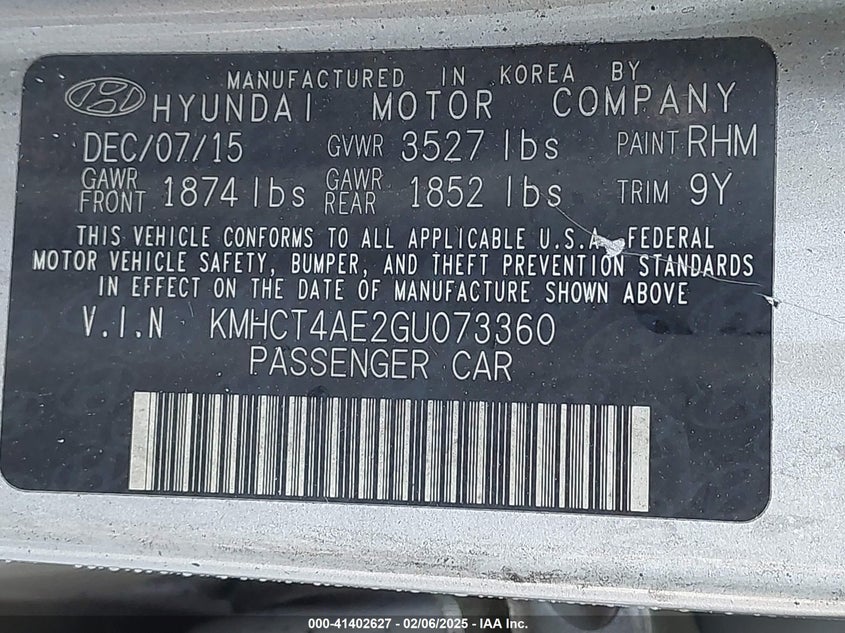 MANUFACTURED IN KOREA BY
HYUNDAI MOTOR COMPANY
DEC/07/15 GVWR 3527 lbs PAINT RHM
GAWR FRONT 1874 lbs GAWR REAR 1852 lbs TRIM 9Y
THIS VEHICLE CONFORMS TO ALL APPLICABLE U.S.A. FEDERAL
MOTOR VEHICLE SAFETY, BUMPER, AND THEFT PREVENTION STANDARDS
IN EFFECT ON THE DATE OF MANUFACTURE SHOWN ABOVE
V.I.N KMHCT4AE2GU073360
PASSENGER CAR
000-41402627 - 02/06/2025 - IAA Inc.